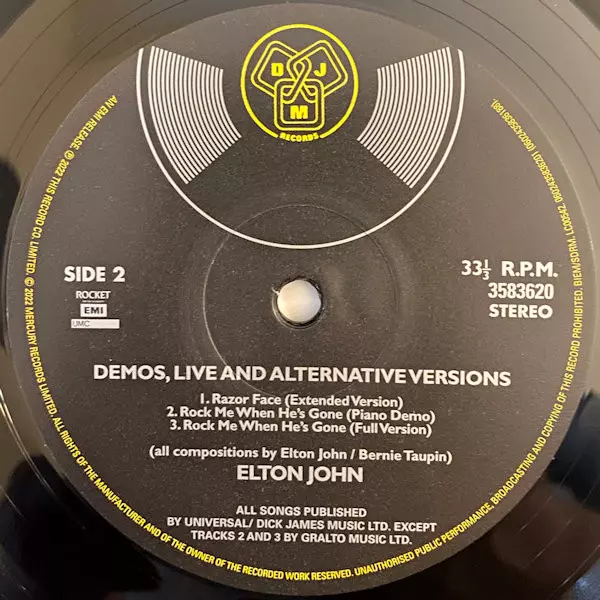 D J
M
RECORDS
AN EMI RELEASE. ℗ 2022 THIS RECORD CO. LIMITED. © 2022 MERCURY RECORDS LIMITED. ALL RIGHTS OF THE MANUFACTURER AND OF THE OWNER OF THE RECORDED WORK RESERVED. UNAUTHORISED PUBLIC PERFORMANCE, BROADCASTING AND COPYING OF THIS RECORD PROHIBITED. BIEM/SDRM. LC00542.
SIDE 2
ROCKET
EMI
UMC
33⅓ R.P.M.
3583620
STEREO
DEMOS, LIVE AND ALTERNATIVE VERSIONS
1. Razor Face (Extended Version)
2. Rock Me When He's Gone (Piano Demo)
3. Rock Me When He's Gone (Full Version)
(all compositions by Elton John / Bernie Taupin)
ELTON JOHN
ALL SONGS PUBLISHED
BY UNIVERSAL/ DICK JAMES MUSIC LTD. EXCEPT
TRACKS 2 AND 3 BY GRALTO MUSIC LTD.